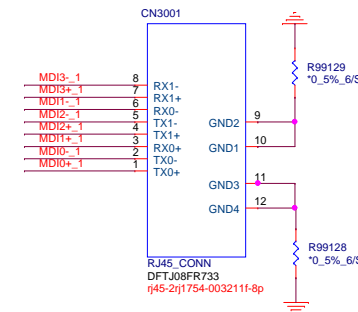 CN3001
R99129
*0_5%_6/S
MDI3-_1 8 RX1-
MDI3+_1 7 RX1+
MDI1-_1 6 RX0-
MDI2-_1 5 TX1-
MDI2+_1 4 TX1+
MDI1+_1 3 RX0+
MDI0-_1 2 TX0-
MDI0+_1 1 TX0+
GND2 9
GND1 10
GND3 11
GND4 12
R99128
*0_5%_6/S
RJ45_CONN
DFTJ08FR733
rj45-2rj1754-003211f-8p